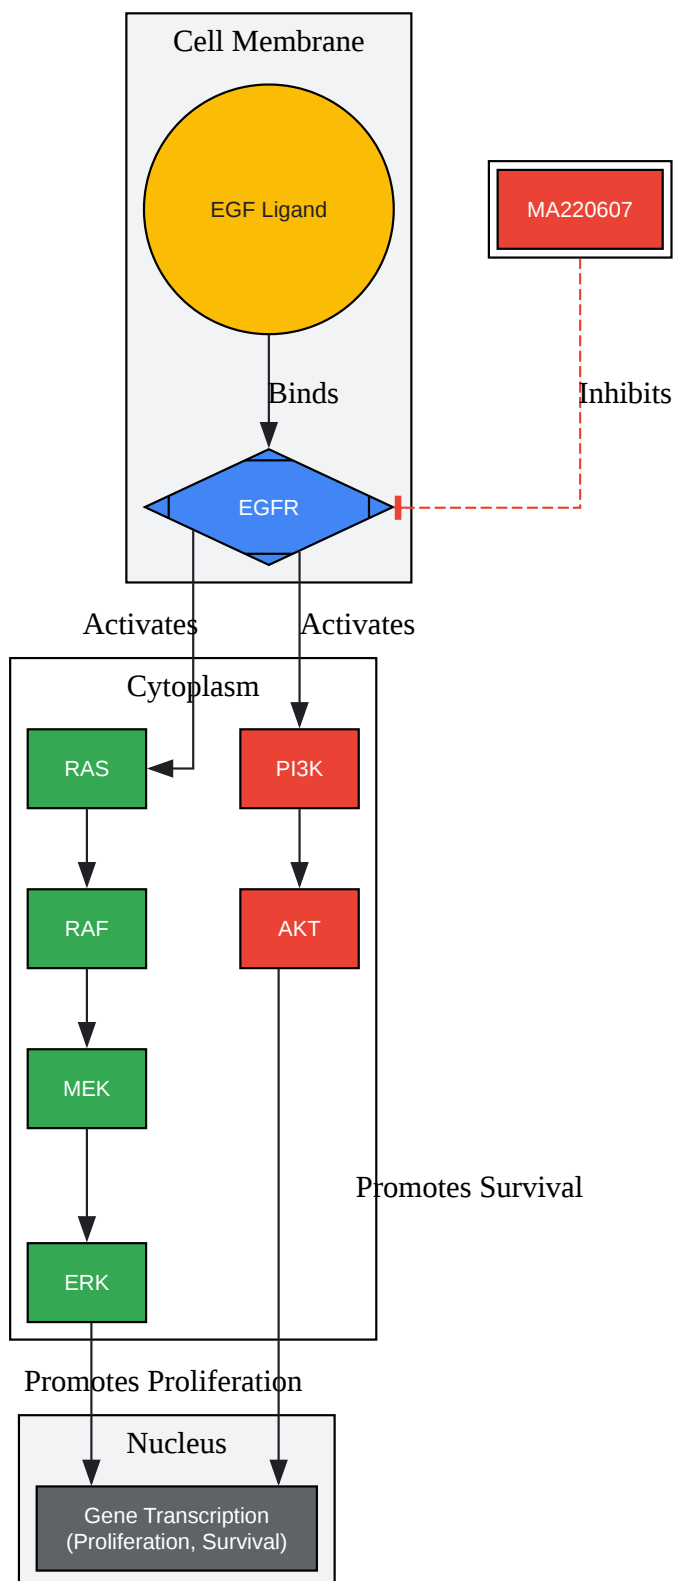 Cell Membrane
EGF Ligand
MA220607
Binds
Inhibits
EGFR
Activates
Activates
Cytoplasm
RAS
PI3K
RAF
AKT
MEK
Promotes Survival
ERK
Promotes Proliferation
Nucleus
Gene Transcription
(Proliferation, Survival)